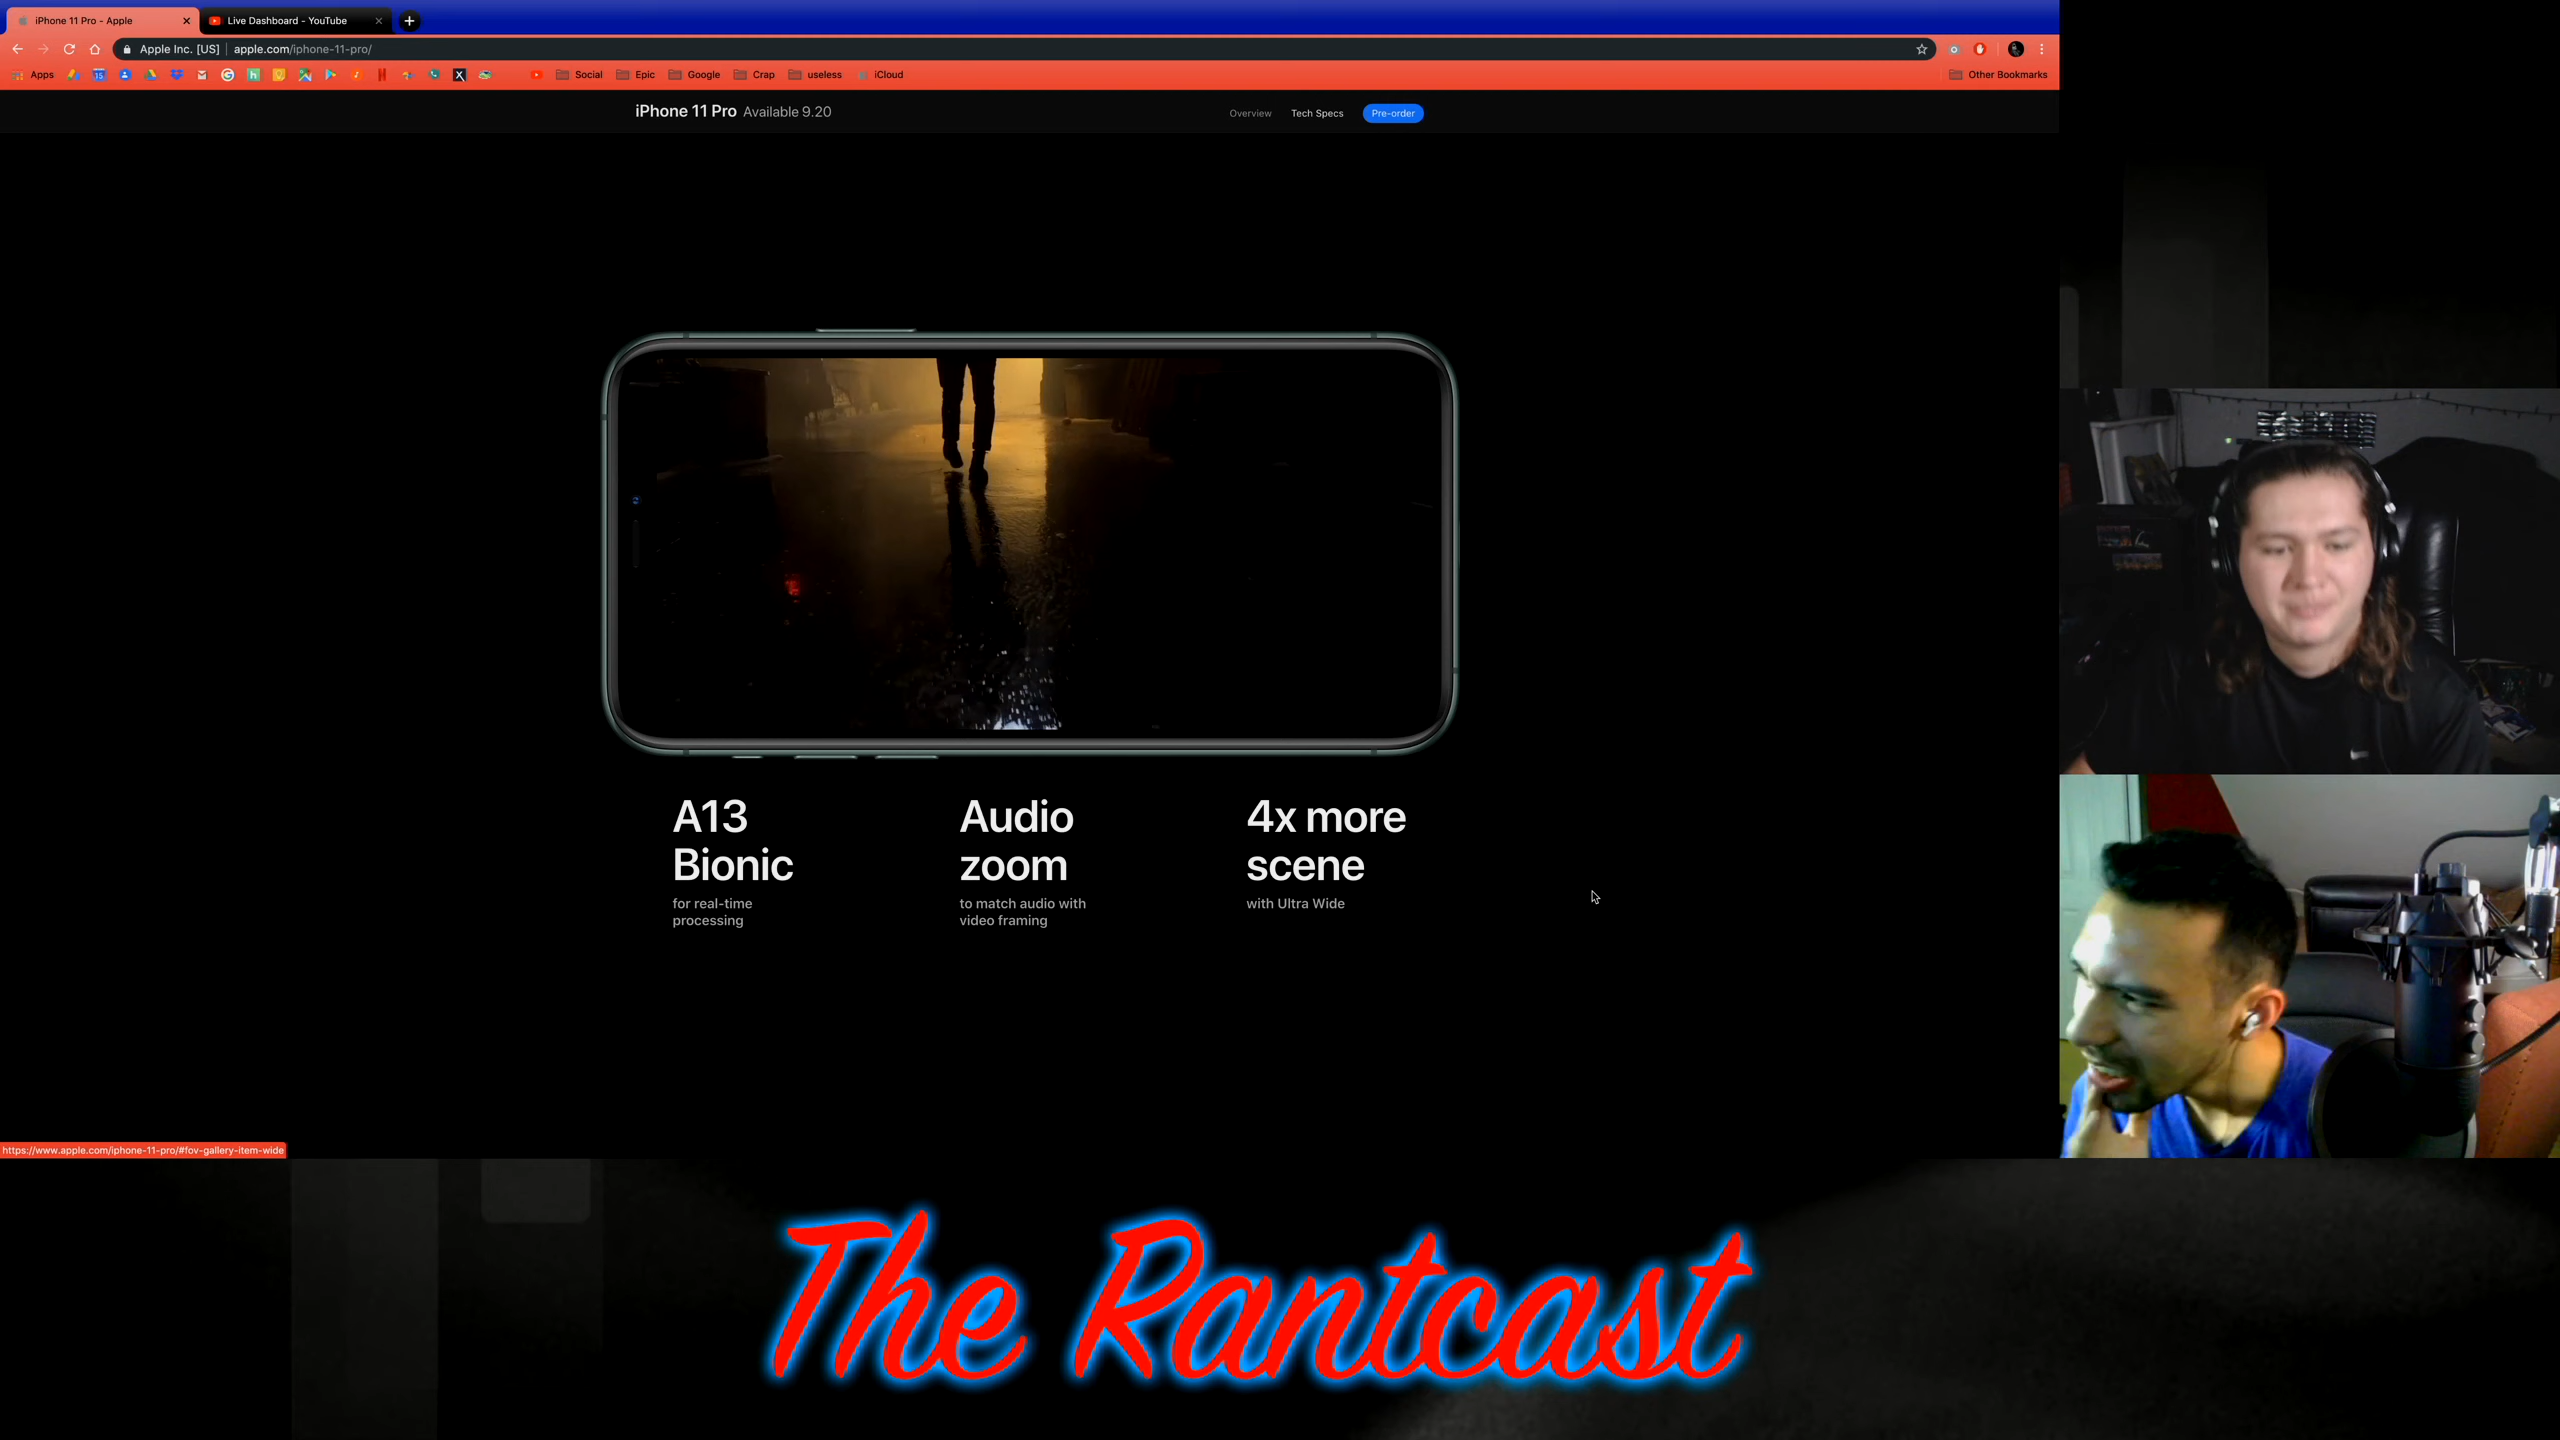 iPhone 11 Pro - Apple
Live Dashboard - YouTube
Apple Inc. [US] | apple.com/iphone-11-pro/
Apps
Social
Epic
Google
Crap
useless
iCloud
Other Bookmarks
iPhone 11 Pro Available 9.20
Overview
Tech Specs
Pre-order
A13
Bionic
for real-time
processing
Audio
zoom
to match audio with
video framing
4x more
scene
with Ultra Wide
https://www.apple.com/iphone-11-pro/#fov-gallery-item-wide
The Rantcast